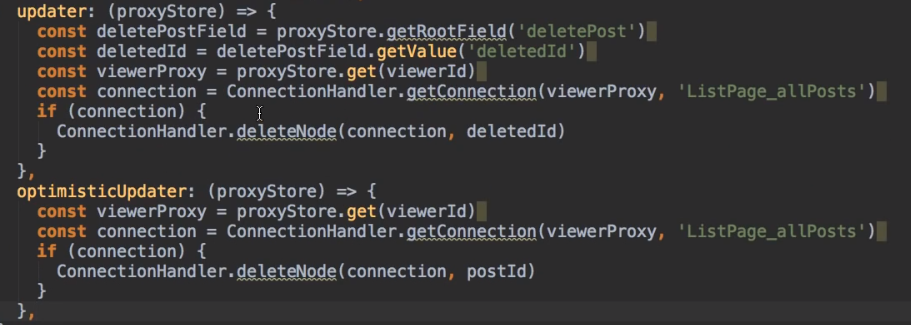 updater: (proxyStore) => {
  const deletePostField = proxyStore.getRootField('deletePost')
  const deletedId = deletePostField.getValue('deletedId')
  const viewerProxy = proxyStore.get(viewerId)
  const connection = ConnectionHandler.getConnection(viewerProxy, 'ListPage_allPosts')
  if (connection) {
    ConnectionHandler.deleteNode(connection, deletedId)
  }
},
optimisticUpdater: (proxyStore) => {
  const viewerProxy = proxyStore.get(viewerId)
  const connection = ConnectionHandler.getConnection(viewerProxy, 'ListPage_allPosts')
  if (connection) {
    ConnectionHandler.deleteNode(connection, postId)
  }
},